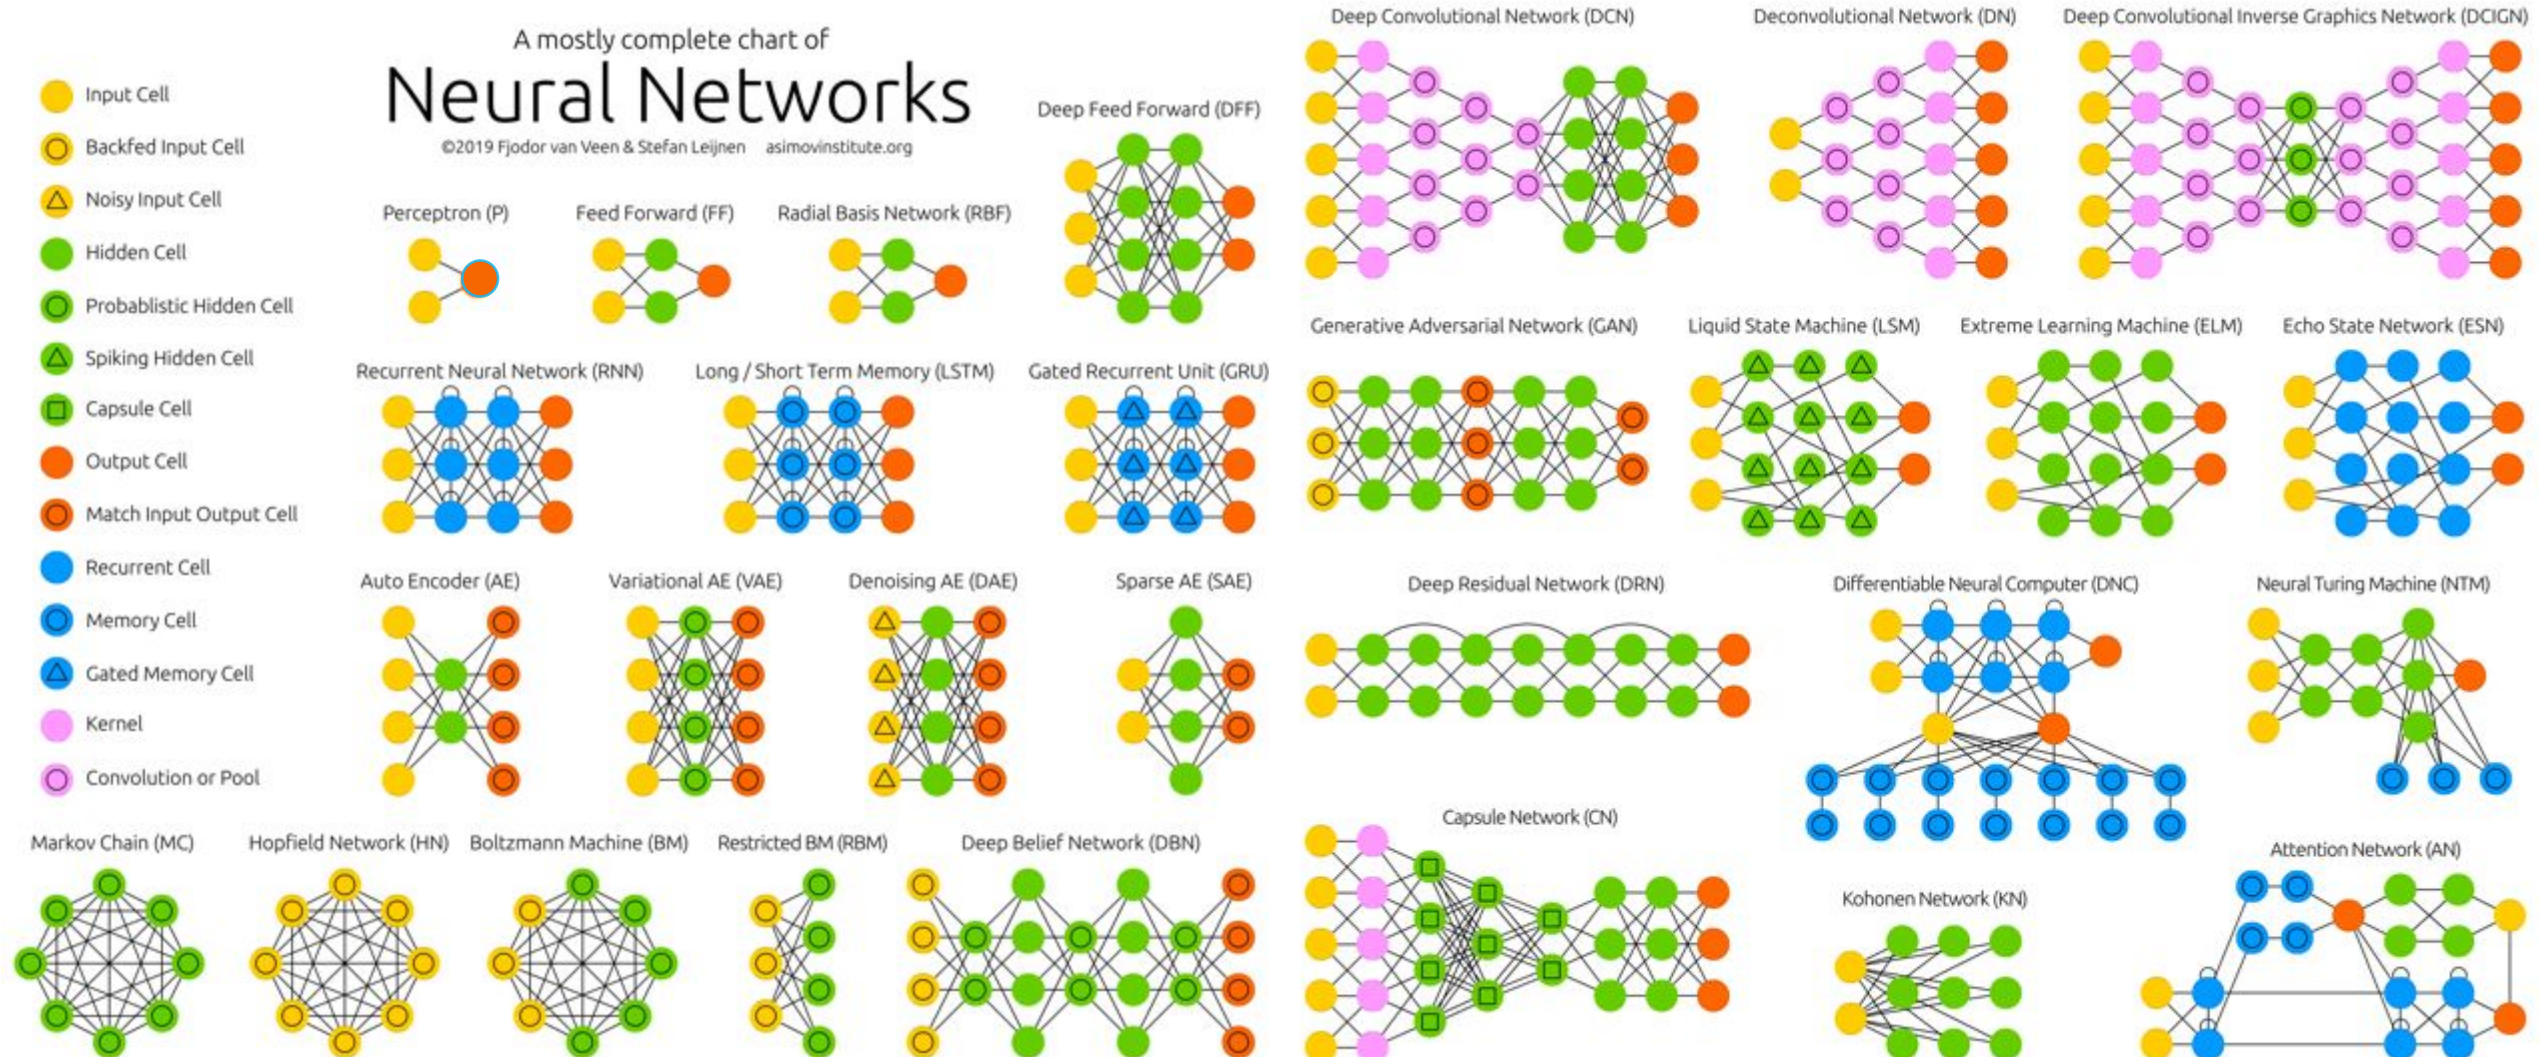 A mostly complete chart of
Neural Networks
©2019 Fjodor van Veen & Stefan Leijnen asimovinstitute.org
Input Cell
Backfed Input Cell
Noisy Input Cell
Hidden Cell
Probablistic Hidden Cell
Spiking Hidden Cell
Capsule Cell
Output Cell
Match Input Output Cell
Recurrent Cell
Memory Cell
Gated Memory Cell
Kernel
Convolution or Pool
Perceptron (P)
Feed Forward (FF)
Radial Basis Network (RBF)
Deep Feed Forward (DFF)
Recurrent Neural Network (RNN)
Long / Short Term Memory (LSTM)
Gated Recurrent Unit (GRU)
Auto Encoder (AE)
Variational AE (VAE)
Denoising AE (DAE)
Sparse AE (SAE)
Markov Chain (MC)
Hopfield Network (HN)
Boltzmann Machine (BM)
Restricted BM (RBM)
Deep Belief Network (DBN)
Deep Convolutional Network (DCN)
Deconvolutional Network (DN)
Deep Convolutional Inverse Graphics Network (DCIGN)
Generative Adversarial Network (GAN)
Liquid State Machine (LSM)
Extreme Learning Machine (ELM)
Echo State Network (ESN)
Deep Residual Network (DRN)
Differentiable Neural Computer (DNC)
Neural Turing Machine (NTM)
Capsule Network (CN)
Kohonen Network (KN)
Attention Network (AN)